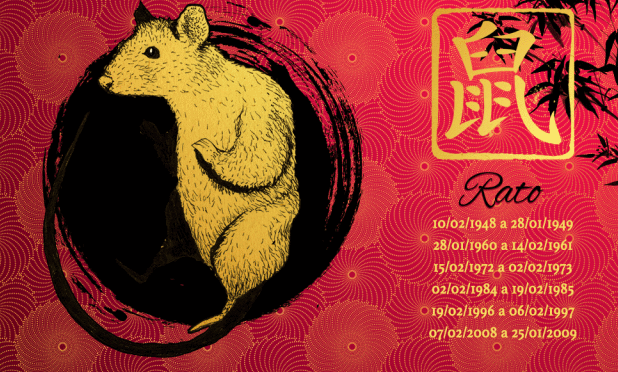 鼠
Rato
10/02/1948 a 28/01/1949
28/01/1960 a 14/02/1961
15/02/1972 a 02/02/1973
02/02/1984 a 19/02/1985
19/02/1996 a 06/02/1997
07/02/2008 a 25/01/2009